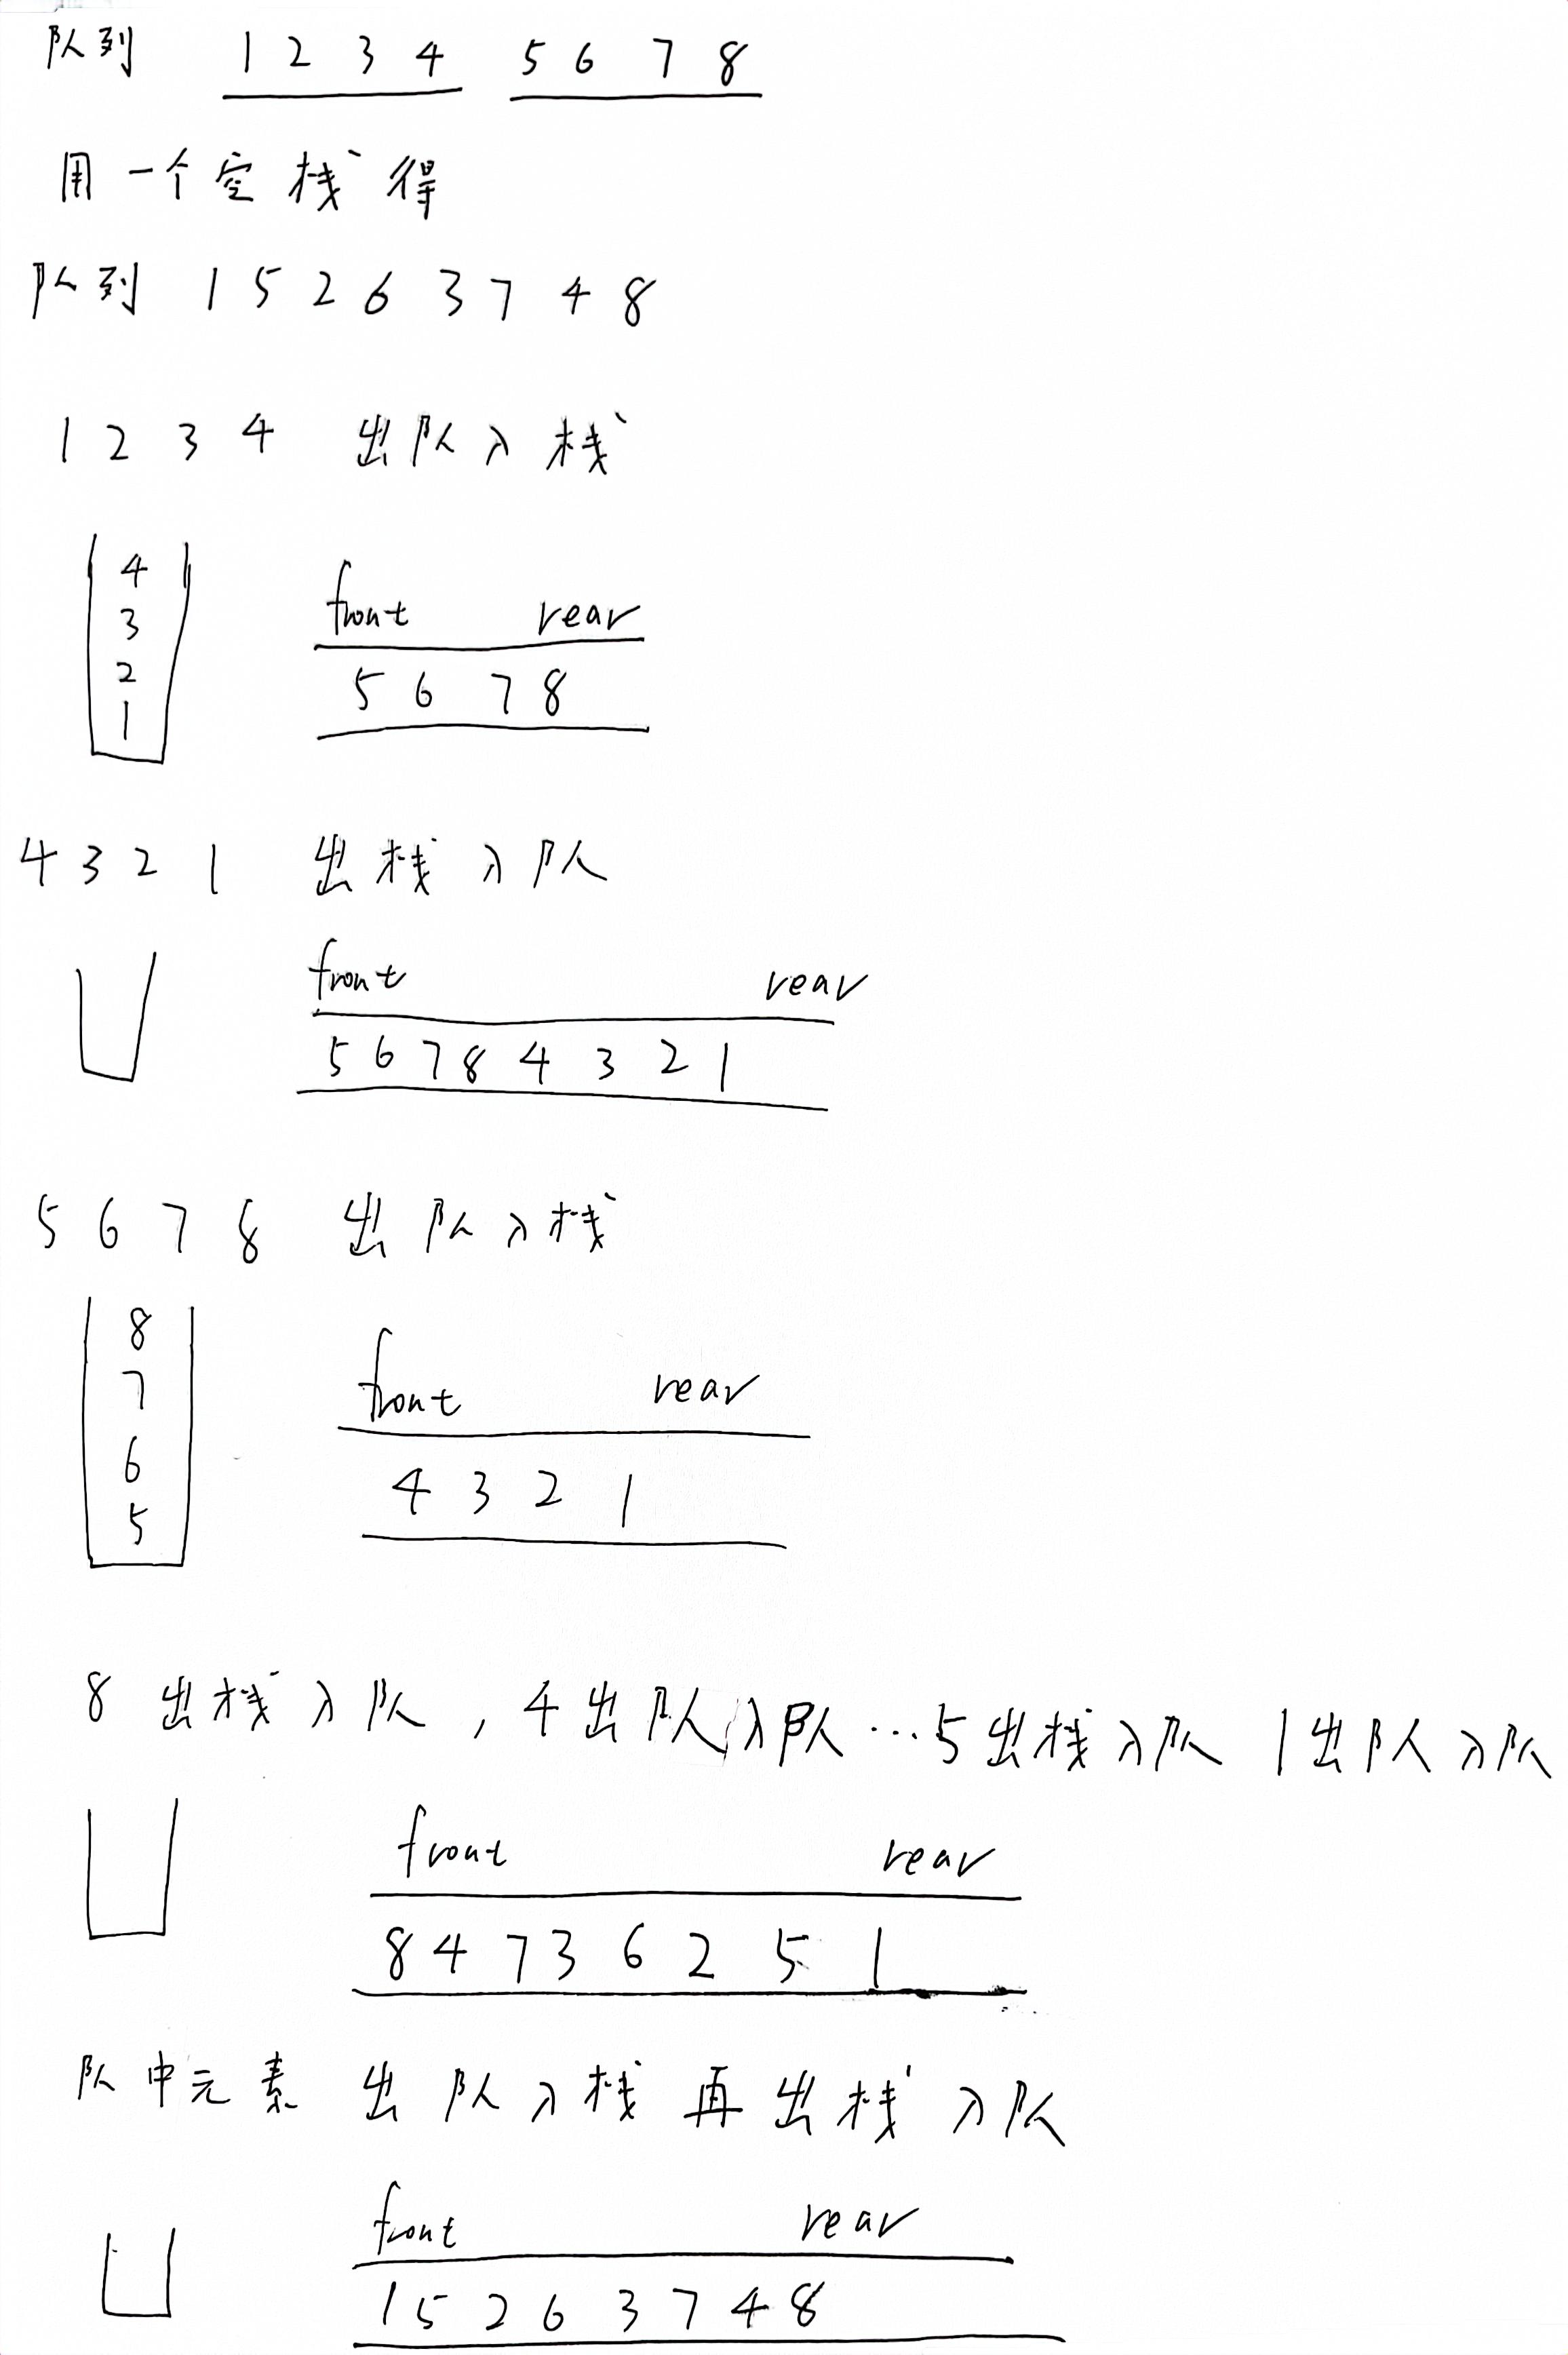 队列 1 2 3 4 5 6 7 8
用一个空栈得
队列 1 5 2 6 3 7 4 8
1 2 3 4 出队入栈
4
3
2
1
front rear
5 6 7 8
4 3 2 1 出栈入队
front rear
5 6 7 8 4 3 2 1
5 6 7 8 出队入栈
8
7
6
5
front rear
4 3 2 1
8 出栈入队，4出队入队…5出栈入队 1出队入队
front rear
8 4 7 3 6 2 5 1
队中元素 出队入栈再出栈入队
front rear
1 5 2 6 3 7 4 8